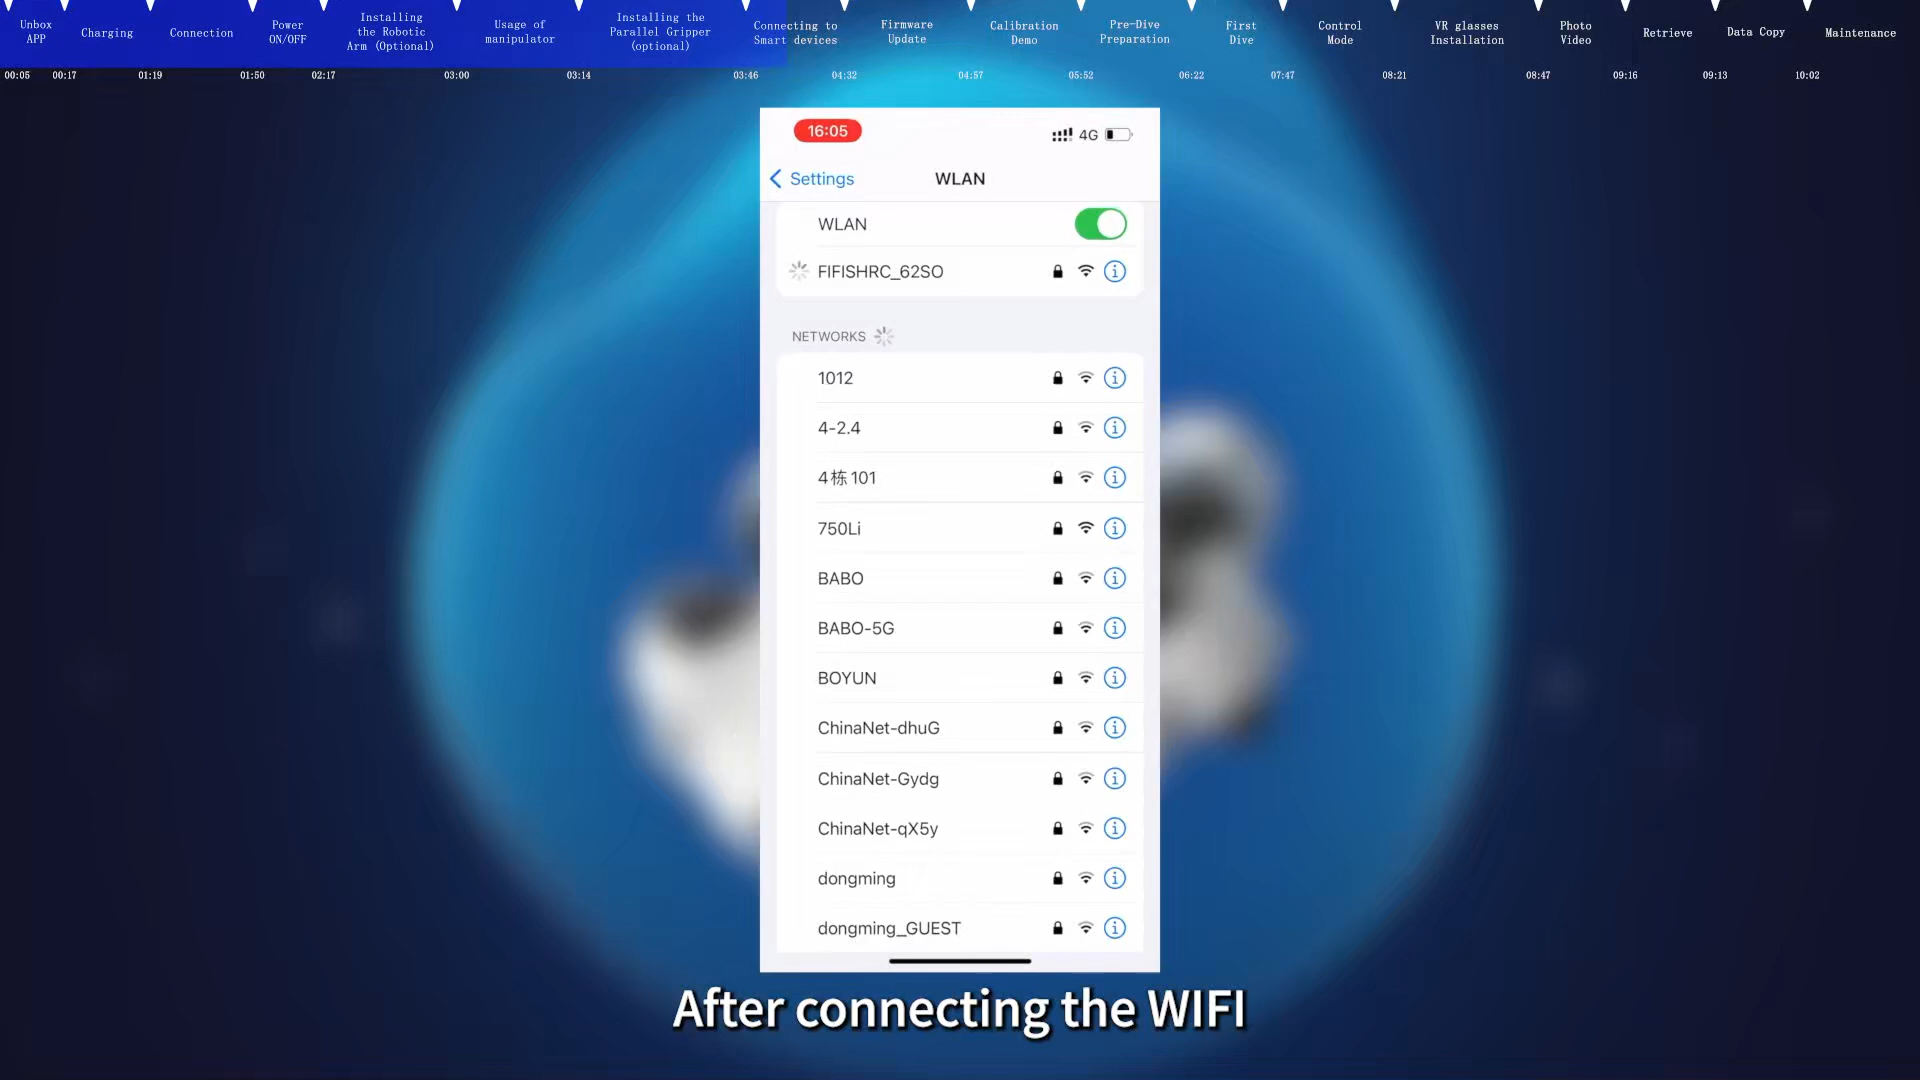 Unbox
APP
Charging
Connection
Power
ON/OFF
Installing
the Robotic
Arm (Optional)
Usage of
manipulator
Installing the
Parallel Gripper
(optional)
Connecting to
Smart devices
Firmware
Update
Calibration
Demo
Pre-Dive
Preparation
First
Dive
Control
Mode
VR glasses
Installation
Photo
Video
Retrieve
Data Copy
Maintenance
00:05 00:17 01:19 01:50 02:17 03:00 03:14 03:46 04:32 04:57 05:52 06:22 07:47 08:21 08:47 09:16 09:13 10:02
16:05 4G
Settings WLAN
WLAN
FIFISHRC_62SO
NETWORKS
1012
4-2.4
4栋101
750Li
BABO
BABO-5G
BOYUN
ChinaNet-dhuG
ChinaNet-Gydg
ChinaNet-qX5y
dongming
dongming_GUEST
After connecting the WIFI